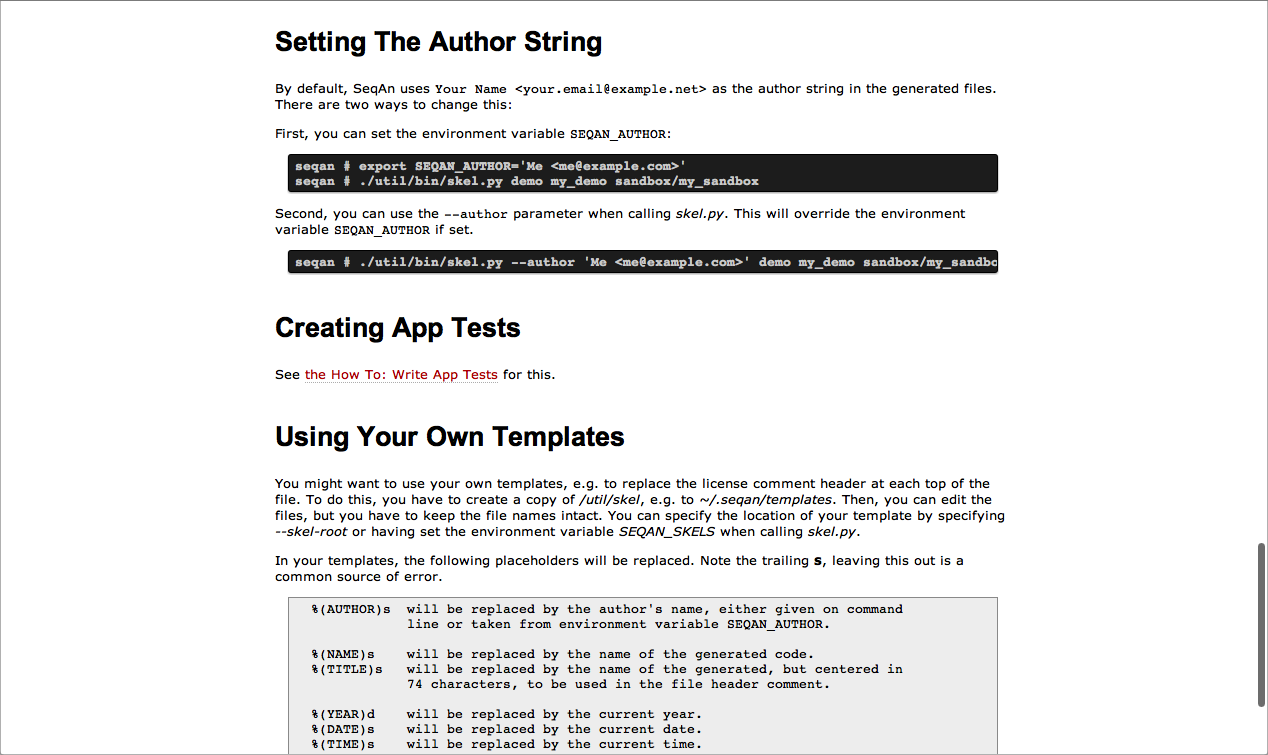 Setting The Author String
By default, SeqAn uses Your Name <your.email@example.net> as the author string in the generated files.
There are two ways to change this:
First, you can set the environment variable SEQAN_AUTHOR:
seqan # export SEQAN_AUTHOR='Me <me@example.com>'
seqan # ./util/bin/skel.py demo my_demo sandbox/my_sandbox
Second, you can use the --author parameter when calling skel.py. This will override the environment
variable SEQAN_AUTHOR if set.
seqan # ./util/bin/skel.py --author 'Me <me@example.com>' demo my_demo sandbox/my_sandbo
Creating App Tests
See the How To: Write App Tests for this.
Using Your Own Templates
You might want to use your own templates, e.g. to replace the license comment header at each top of the
file. To do this, you have to create a copy of /util/skel, e.g. to ~/.seqan/templates. Then, you can edit the
files, but you have to keep the file names intact. You can specify the location of your template by specifying
--skel-root or having set the environment variable SEQAN_SKELS when calling skel.py.
In your templates, the following placeholders will be replaced. Note the trailing s, leaving this out is a
common source of error.
%(AUTHOR)s will be replaced by the author's name, either given on command
line or taken from environment variable SEQAN_AUTHOR.
%(NAME)s will be replaced by the name of the generated code.
%(TITLE)s will be replaced by the name of the generated, but centered in
74 characters, to be used in the file header comment.
%(YEAR)d will be replaced by the current year.
%(DATE)s will be replaced by the current date.
%(TIME)s will be replaced by the current time.